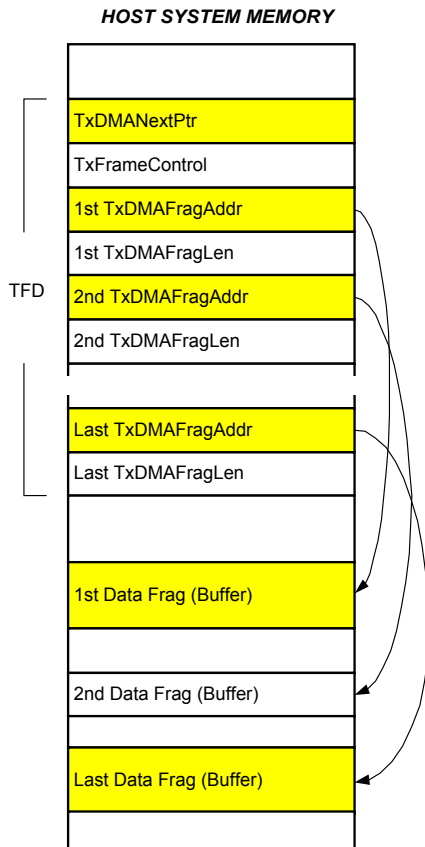 HOST SYSTEM MEMORY
TxDMANextPtr
TxFrameControl
1st TxDMAFragAddr
1st TxDMAFragLen
TFD
2nd TxDMAFragAddr
2nd TxDMAFragLen
Last TxDMAFragAddr
Last TxDMAFragLen
1st Data Frag (Buffer)
2nd Data Frag (Buffer)
Last Data Frag (Buffer)